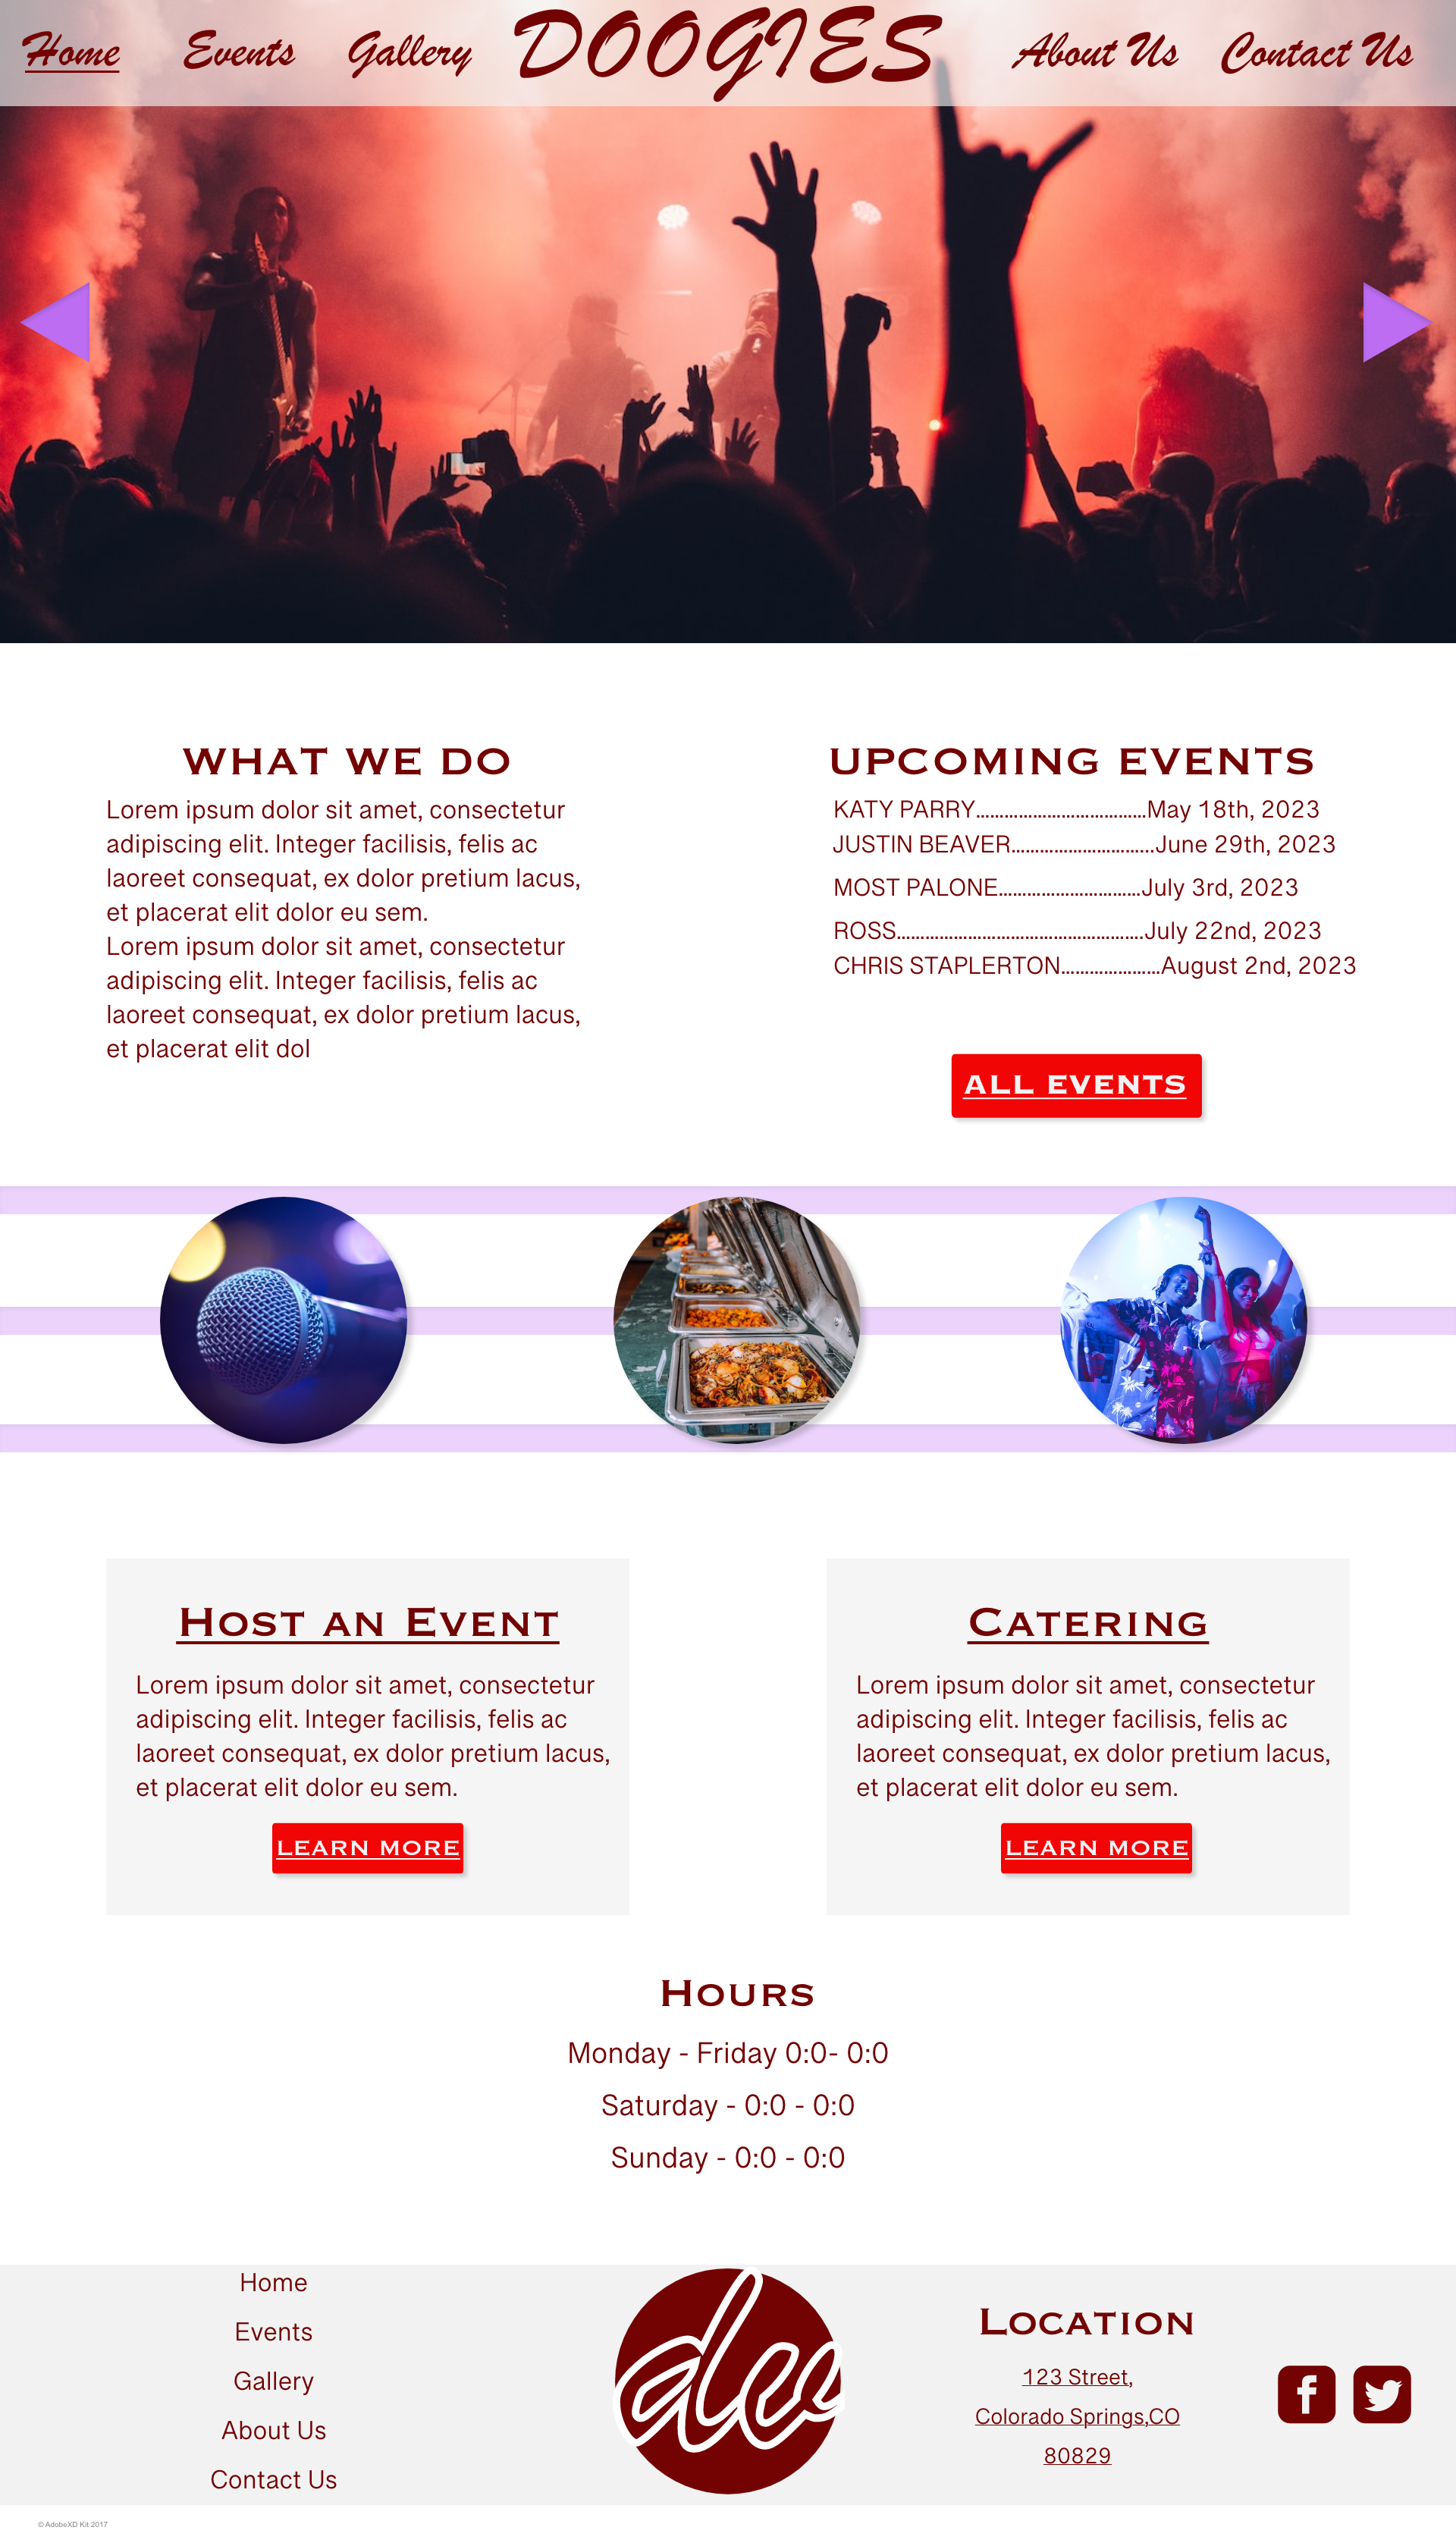 Home Events Gallery DOOGIES About Us Contact Us
WHAT WE DO
Lorem ipsum dolor sit amet, consectetur
adipiscing elit. Integer facilisis, felis ac
laoreet consequat, ex dolor pretium lacus,
et placerat elit dolor eu sem.
Lorem ipsum dolor sit amet, consectetur
adipiscing elit. Integer facilisis, felis ac
laoreet consequat, ex dolor pretium lacus,
et placerat elit dol
UPCOMING EVENTS
KATY PARRY....................................May 18th, 2023
JUSTIN BEAVER..............................June 29th, 2023
MOST PALONE..............................July 3rd, 2023
ROSS....................................................July 22nd, 2023
CHRIS STAPLERTON.....................August 2nd, 2023
ALL EVENTS
HOST AN EVENT
Lorem ipsum dolor sit amet, consectetur
adipiscing elit. Integer facilisis, felis ac
laoreet consequat, ex dolor pretium lacus,
et placerat elit dolor eu sem.
LEARN MORE
CATERING
Lorem ipsum dolor sit amet, consectetur
adipiscing elit. Integer facilisis, felis ac
laoreet consequat, ex dolor pretium lacus,
et placerat elit dolor eu sem.
LEARN MORE
HOURS
Monday - Friday 0:0- 0:0
Saturday - 0:0 - 0:0
Sunday - 0:0 - 0:0
Home
Events
Gallery
About Us
Contact Us
LOCATION
123 Street,
Colorado Springs,CO
80829
© AdobeXD Kit 2017